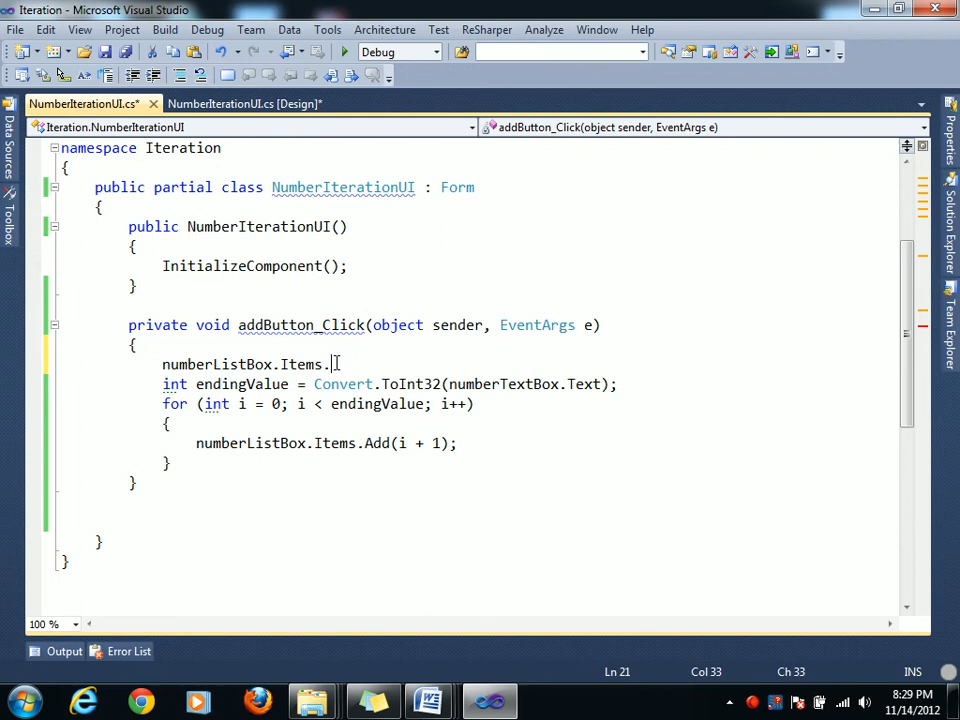 Iteration - Microsoft Visual Studio
File Edit View Project Build Debug Team Data Tools Architecture Test ReSharper Analyze Window Help
Debug
NumberIterationUI.cs* NumberIterationUI.cs [Design]*
Iteration.NumberIterationUI addButton_Click(object sender, EventArgs e)
Data Sources
Toolbox
Properties
Solution Explorer
Team Explorer
namespace Iteration
{
public partial class NumberIterationUI : Form
{
public NumberIterationUI()
{
InitializeComponent();
}
private void addButton_Click(object sender, EventArgs e)
{
numberListBox.Items.
int endingValue = Convert.ToInt32(numberTextBox.Text);
for (int i = 0; i < endingValue; i++)
{
numberListBox.Items.Add(i + 1);
}
}
}
}
100 %
Output Error List
Ln 21 Col 33 Ch 33 INS
8:29 PM
11/14/2012